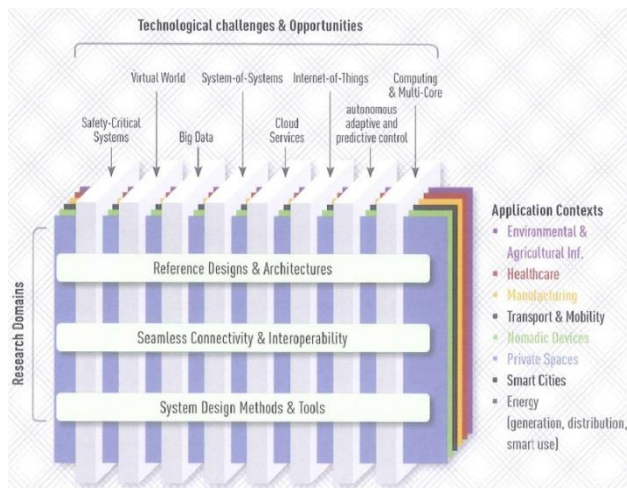 Technological challenges & Opportunities
Virtual World
System-of-Systems
Internet-of-Things
Computing
& Multi-Core
Safety-Critical
Systems
Big Data
Cloud
Services
autonomous
adaptive and
predictive control
Research Domains
Reference Designs & Architectures
Seamless Connectivity & Interoperability
System Design Methods & Tools
Application Contexts
Environmental &
Agricultural Inf.
Healthcare
Manufacturing
Transport & Mobility
Nomadic Devices
Private Spaces
Smart Cities
Energy
(generation, distribution,
smart use)